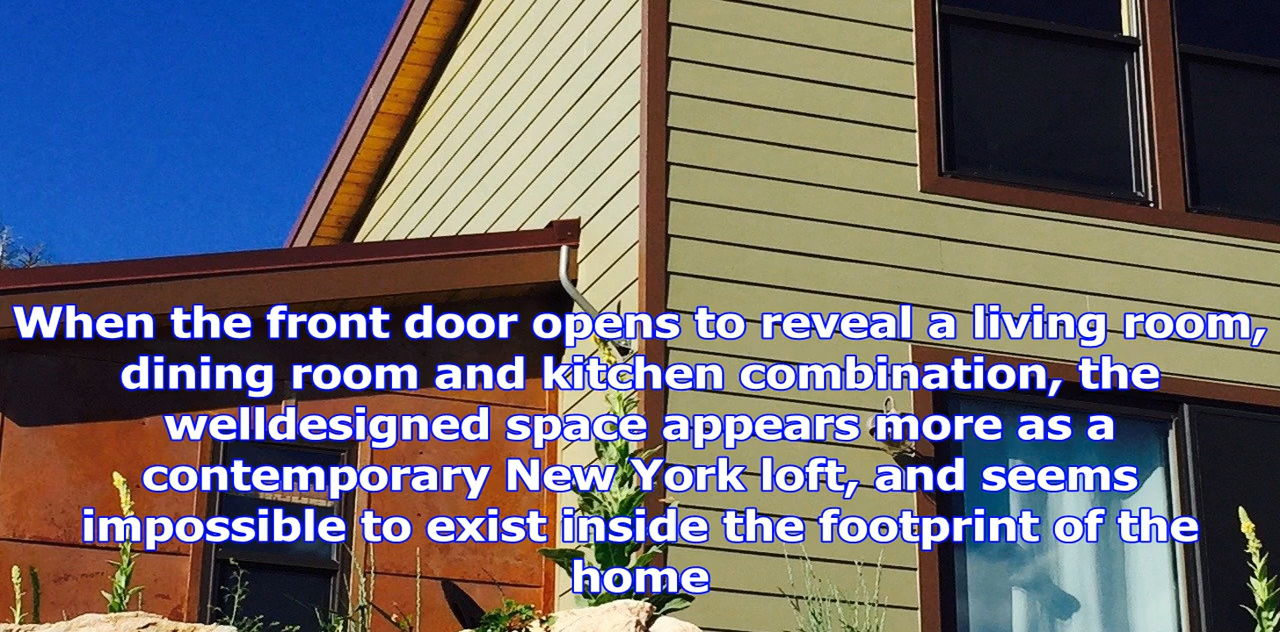 When the front door opens to reveal a living room,
dining room and kitchen combination, the
welldesigned space appears more as a
contemporary New York loft, and seems
impossible to exist inside the footprint of the
home